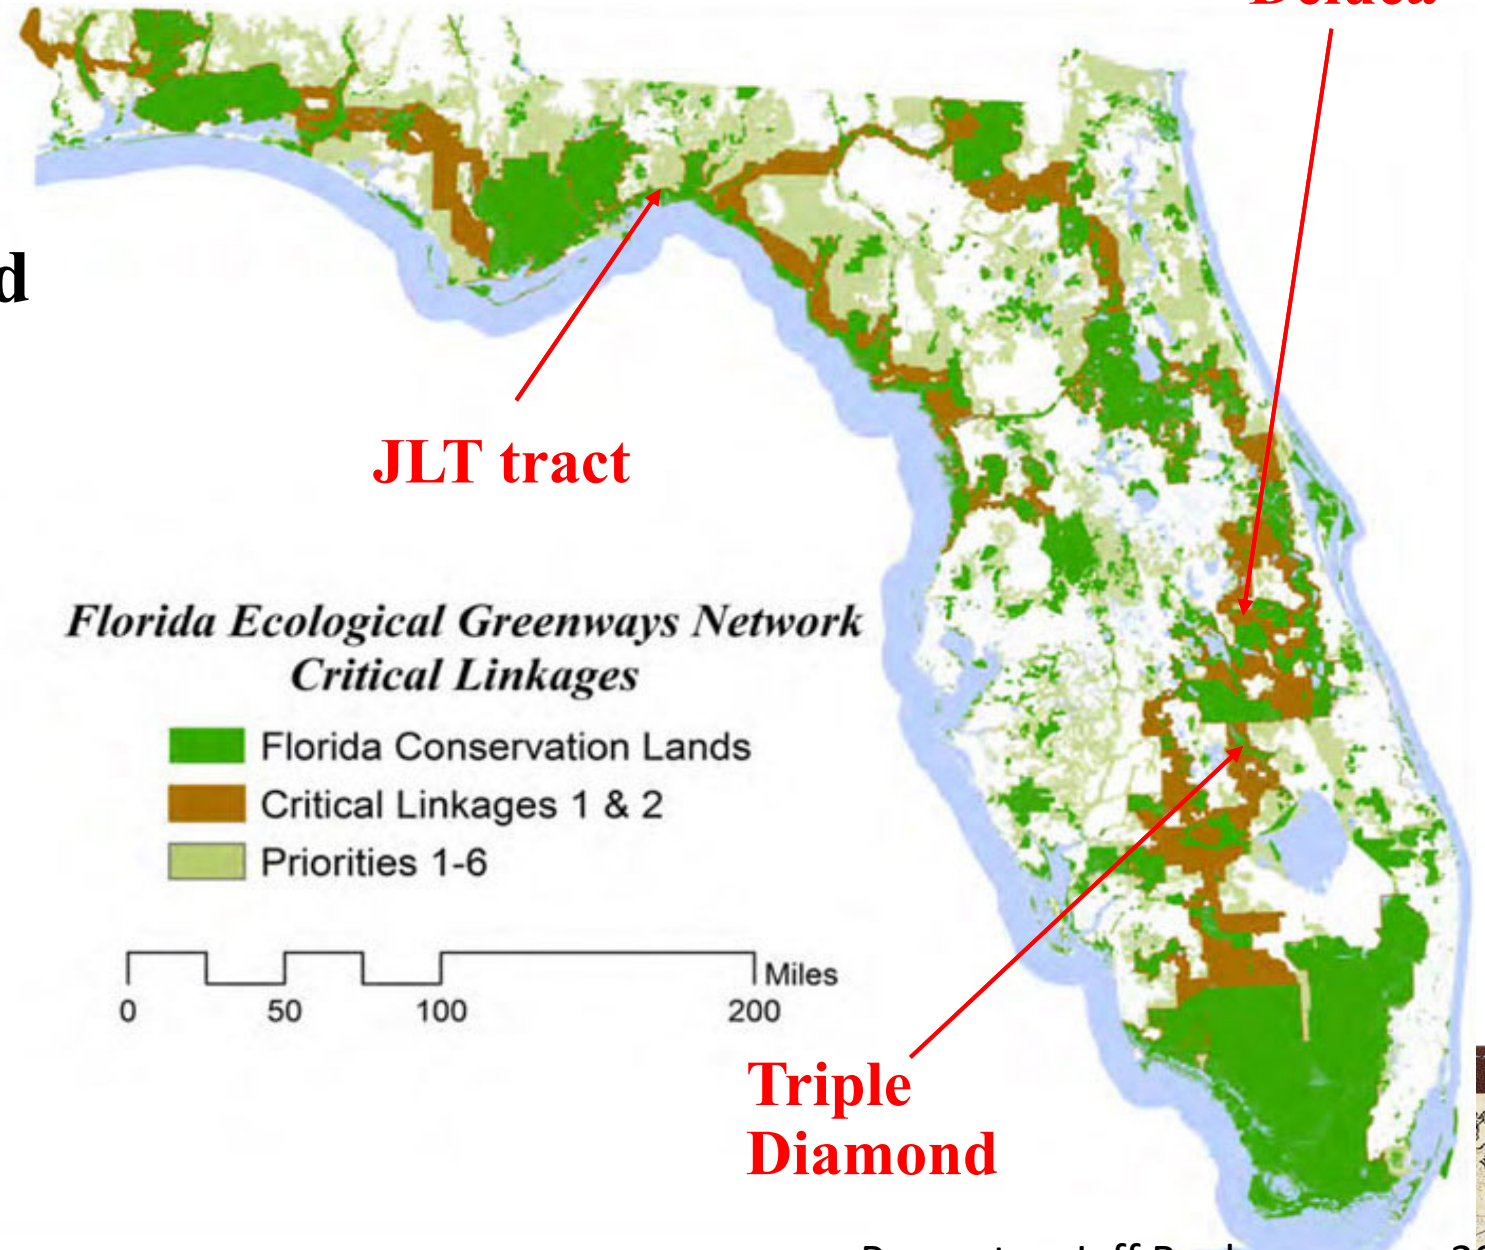 d
JLT tract
Florida Ecological Greenways Network
Critical Linkages
Florida Conservation Lands
Critical Linkages 1 & 2
Priorities 1-6
Miles
0 50 100 200
Triple
Diamond